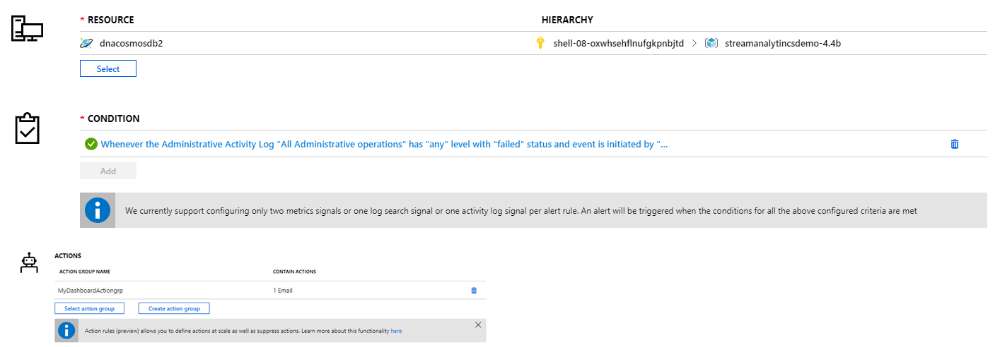 * RESOURCE HIERARCHY
dnacosmosdb2 shell-08-oxwhsehflnufgkpnbjtd > streamanalytincsdemo-4.4b
Select
* CONDITION
Whenever the Administrative Activity Log "All Administrative operations" has "any" level with "failed" status and event is initiated by "...
Add
We currently support configuring only two metrics signals or one log search signal or one activity log signal per alert rule. An alert will be triggered when the conditions for all the above configured criteria are met
ACTIONS
ACTION GROUP NAME CONTAIN ACTIONS
MyDashboardActiongrp 1 Email
Select action group Create action group
Action rules (preview) allows you to define actions at scale as well as suppress actions. Learn more about this functionality here